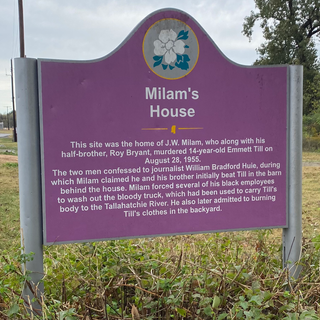 Milam's
House
This site was the home of J.W. Milam, who along with his
half-brother, Roy Bryant, murdered 14-year-old Emmett Till on
August 28, 1955.
The two men confessed to journalist William Bradford Huie, during
which Milam claimed he and his brother initially beat Till in the barn
behind the house. Milam forced several of his black employees
to wash out the bloody truck, which had been used to carry Till's
body to the Tallahatchie River. He also later admitted to burning
Till's clothes in the backyard.